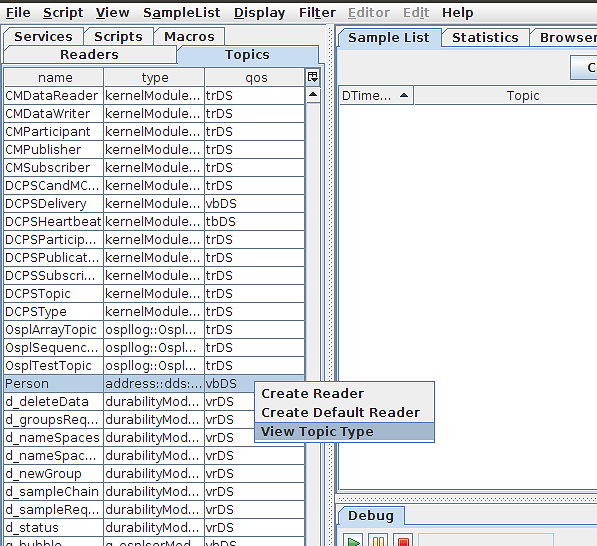 File Script View SampleList Display Filter Editor Edit Help
Services Scripts Macros
Readers Topics
name type qos
CMDataReader kernelModule... trDS
CMDataWriter kernelModule... trDS
CMParticipant kernelModule... trDS
CMPublisher kernelModule... trDS
CMSubscriber kernelModule... trDS
DCPSCandMC... kernelModule... trDS
DCPSDelivery kernelModule... vbDS
DCPSHeartbeat kernelModule... tbDS
DCPSParticip... kernelModule... trDS
DCPSPublicat... kernelModule... trDS
DCPSSubscri... kernelModule... trDS
DCPSTopic kernelModule... trDS
DCPSType kernelModule... trDS
OsplArrayTopic ospllog::Ospl... trDS
OsplSequenc... ospllog::Ospl... trDS
OsplTestTopic ospllog::Ospl... trDS
Person address::dds:... vbDS
d_deleteData durabilityMod... vrDS
d_groupsReq... durabilityMod... vrDS
d_nameSpaces durabilityMod... vrDS
d_nameSpac... durabilityMod... vrDS
d_newGroup durabilityMod... vrDS
d_sampleChain durabilityMod... vrDS
d_sampleReq... durabilityMod... vrDS
d_status durabilityMod... vrDS
Create Reader
Create Default Reader
View Topic Type
Sample List Statistics Browser
DTime... Topic
Debug